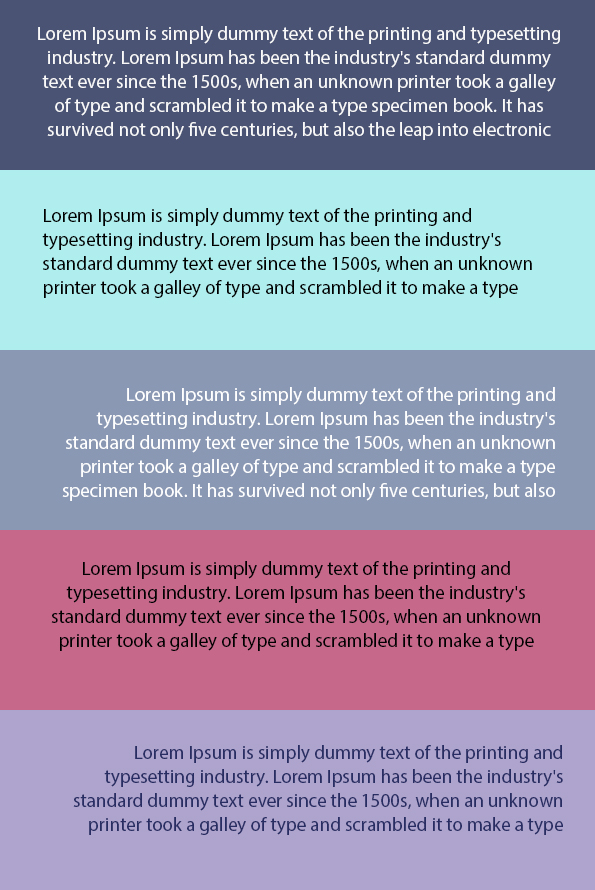 Lorem Ipsum is simply dummy text of the printing and typesetting
industry. Lorem Ipsum has been the industry's standard dummy
text ever since the 1500s, when an unknown printer took a galley
of type and scrambled it to make a type specimen book. It has
survived not only five centuries, but also the leap into electronic
Lorem Ipsum is simply dummy text of the printing and
typesetting industry. Lorem Ipsum has been the industry's
standard dummy text ever since the 1500s, when an unknown
printer took a galley of type and scrambled it to make a type
Lorem Ipsum is simply dummy text of the printing and
typesetting industry. Lorem Ipsum has been the industry's
standard dummy text ever since the 1500s, when an unknown
printer took a galley of type and scrambled it to make a type
specimen book. It has survived not only five centuries, but also
Lorem Ipsum is simply dummy text of the printing and
typesetting industry. Lorem Ipsum has been the industry's
standard dummy text ever since the 1500s, when an unknown
printer took a galley of type and scrambled it to make a type
Lorem Ipsum is simply dummy text of the printing and
typesetting industry. Lorem Ipsum has been the industry's
standard dummy text ever since the 1500s, when an unknown
printer took a galley of type and scrambled it to make a type